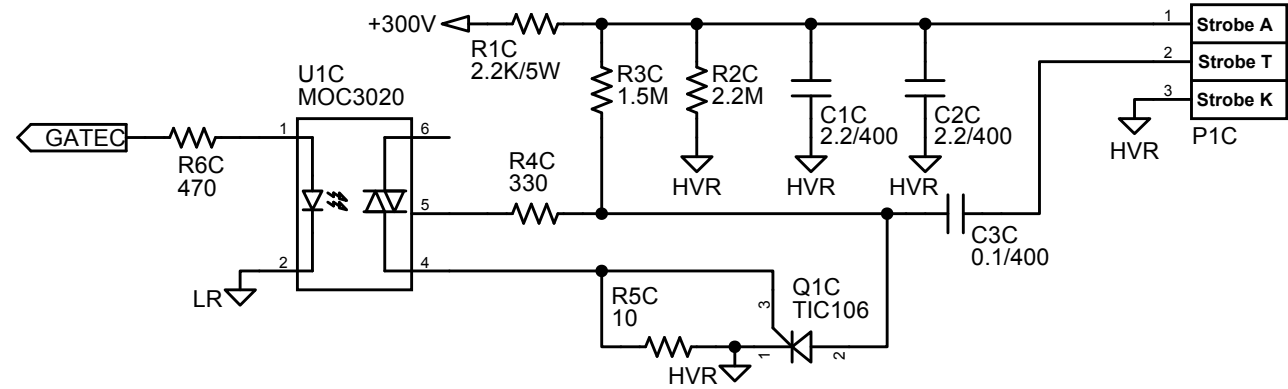 +300V
R1C
2.2K/5W
1
Strobe A
2
Strobe T
3
Strobe K
P1C
HVR
U1C
MOC3020
R3C
1.5M
R2C
2.2M
C1C
2.2/400
C2C
2.2/400
HVR
HVR
HVR
GATEC
R6C
470
1
6
R4C
330
5
C3C
0.1/400
2
4
LR
R5C
10
3
Q1C
TIC106
1
2
HVR